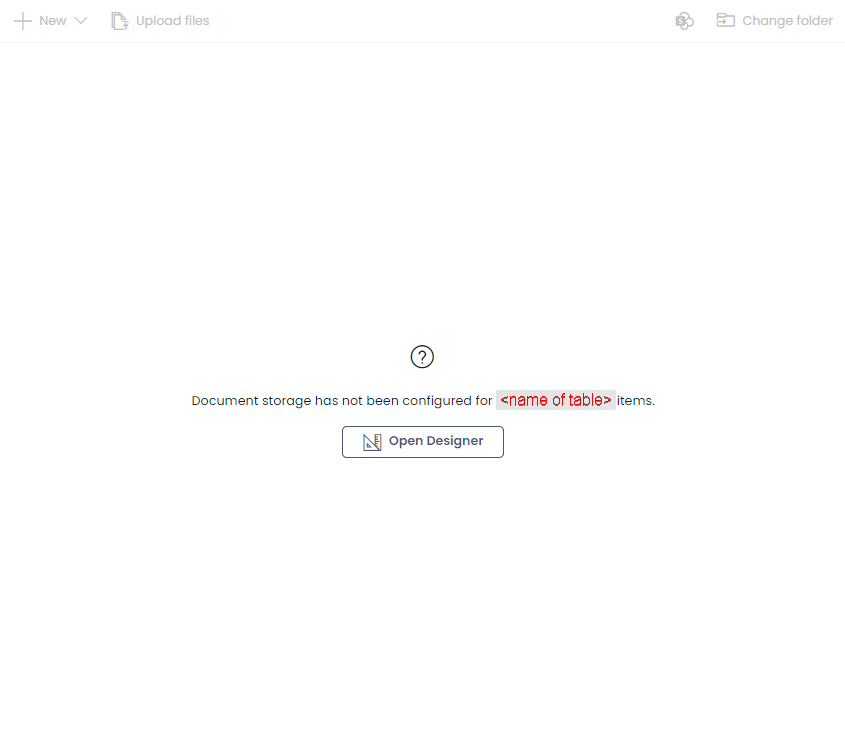 New
Upload files
Change folder
Document storage has not been configured for <name of table> items.
Open Designer